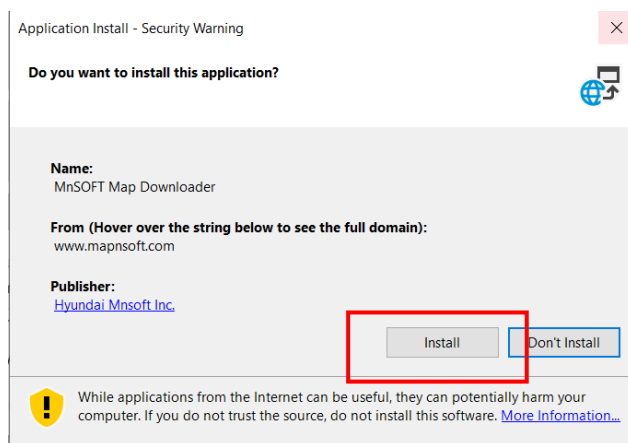 Application Install - Security Warning
Do you want to install this application?
Name:
MnSOFT Map Downloader
From (Hover over the string below to see the full domain):
www.mapnsoft.com
Publisher:
Hyundai Mnsoft Inc.
Install
Don't Install
While applications from the Internet can be useful, they can potentially harm your
computer. If you do not trust the source, do not install this software. More Information...